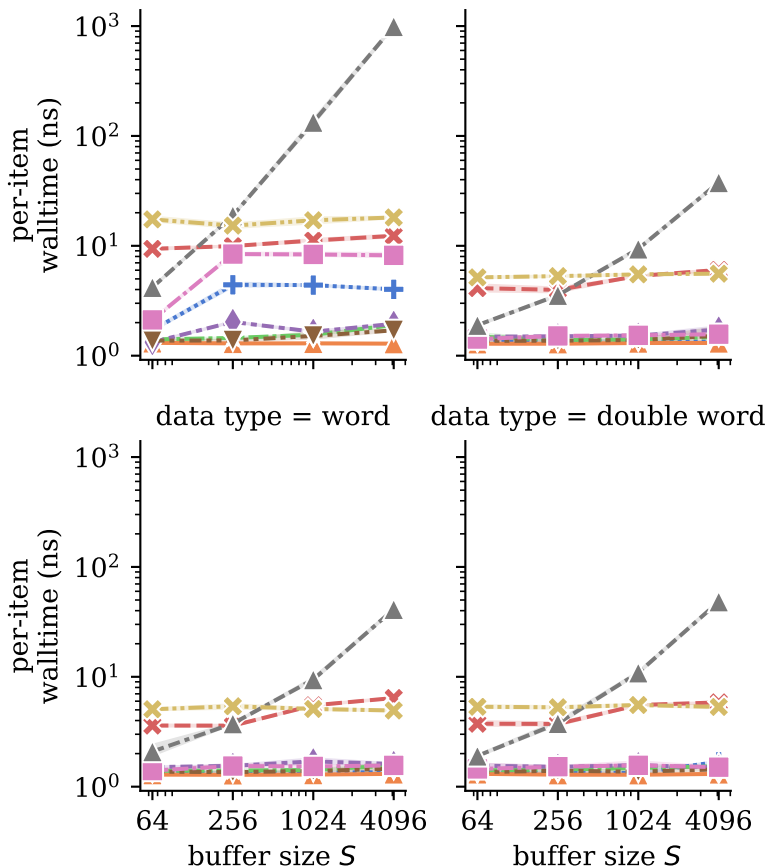 10³
10²
10¹
10⁰
per-item
walltime (ns)
data type = word
data type = double word
10³
10²
10¹
10⁰
per-item
walltime (ns)
64 256 1024 4096
64 256 1024 4096
buffer size S
buffer size S